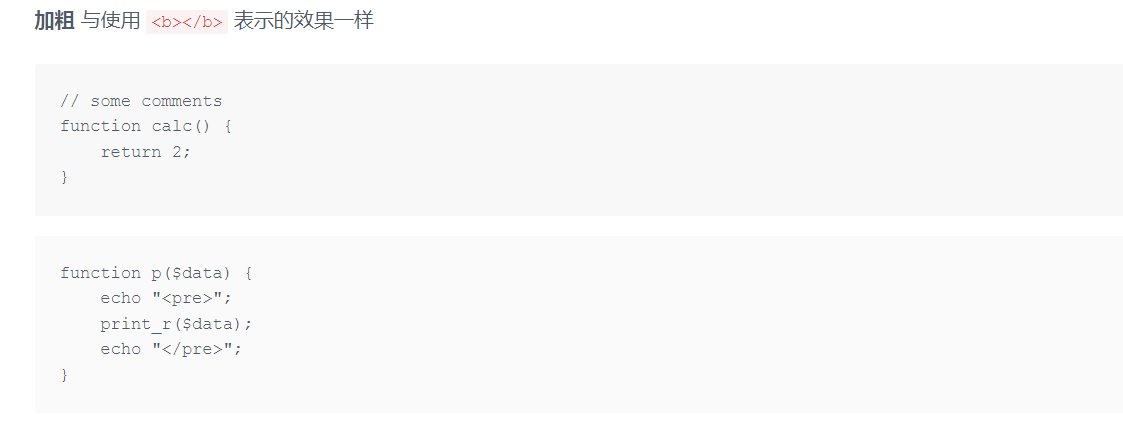 加粗 与使用 <b></b> 表示的效果一样
// some comments
function calc() {
    return 2;
}
function p($data) {
    echo "<pre>";
    print_r($data);
    echo "</pre>";
}